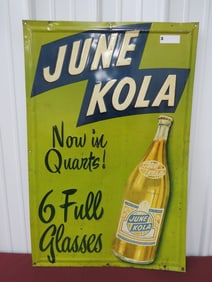 JUNE
KOLA
Now in
Quarts!
6 Full
Glasses
JUNE
KOLA